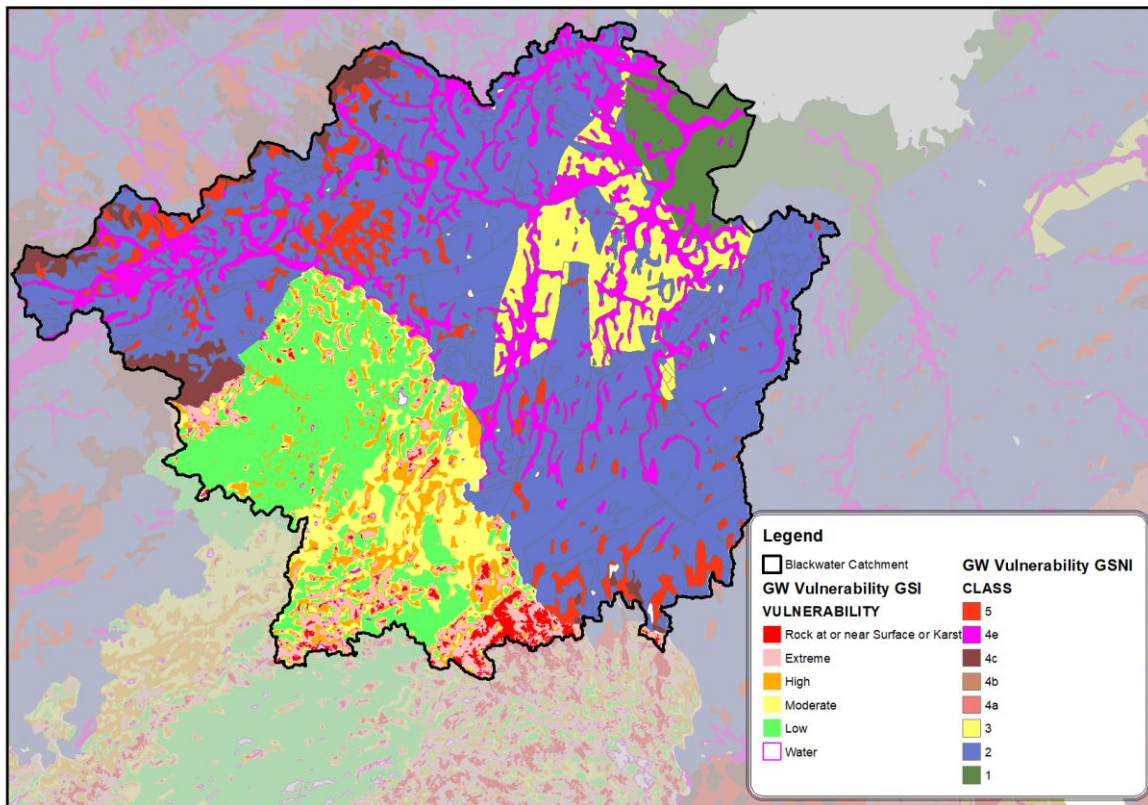 Legend
Blackwater Catchment
GW Vulnerability GSI
VULNERABILITY
Rock at or near Surface or Karst
Extreme
High
Moderate
Low
Water
GW Vulnerability GSNI
CLASS
5
4e
4c
4b
4a
3
2
1